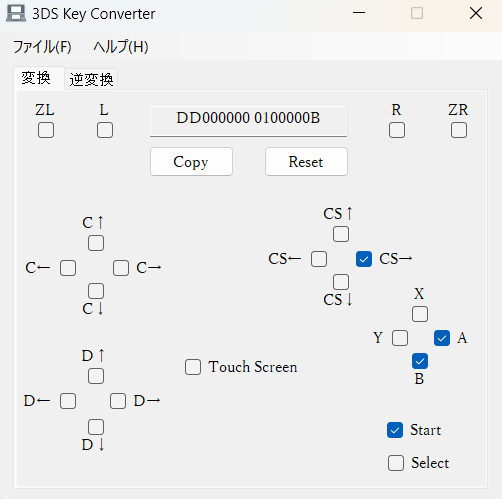 3DS Key Converter
ファイル(F) ヘルプ(H)
変換 逆変換
ZL L DD000000 0100000B R ZR
Copy Reset
C↑ CS↑
C← C→ CS← CS→
C↓ CS↓
X
Y A
B
D↑
D← D→ Touch Screen
D↓
Start
Select